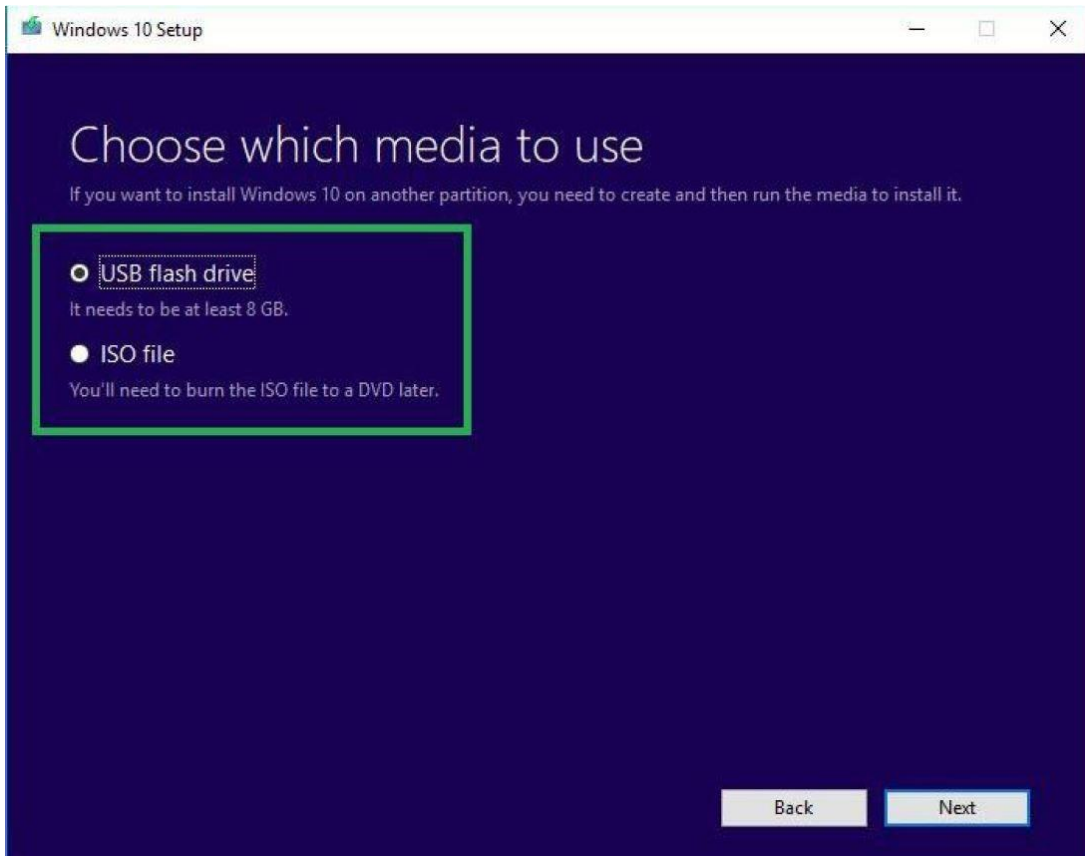 Windows 10 Setup
Choose which media to use
If you want to install Windows 10 on another partition, you need to create and then run the media to install it.
USB flash drive
It needs to be at least 8 GB.
ISO file
You'll need to burn the ISO file to a DVD later.
Back
Next